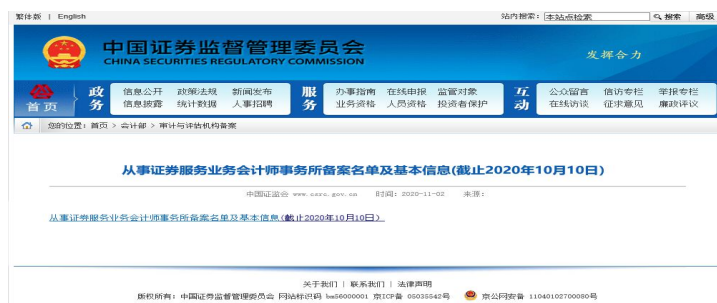 繁体版 | English
站内搜索: 本站点检索 搜索 高级
中国证券监督管理委员会
CHINA SECURITIES REGULATORY COMMISSION
发挥合力
首页
政务
信息公开 政策法规 新闻发布
信息披露 统计数据 人事招聘
服务
办事指南 在线申报 监管对象
业务资格 人员资格 投资者保护
互动
公众留言 信访专栏 举报专栏
在线访谈 征求意见 廉政评议
您的位置：首页 > 会计部 > 审计与评估机构备案
从事证券服务业务会计师事务所备案名单及基本信息(截止2020年10月10日)
中国证监会 www.csrc.gov.cn 时间：2020-11-02 来源：
从事证券服务业务会计师事务所备案名单及基本信息(截止2020年10月10日)
关于我们 | 联系我们 | 法律声明
版权所有：中国证券监督管理委员会 网站标识码 bm56000001 京ICP备 05035542号 京公网安备 11040102700080号